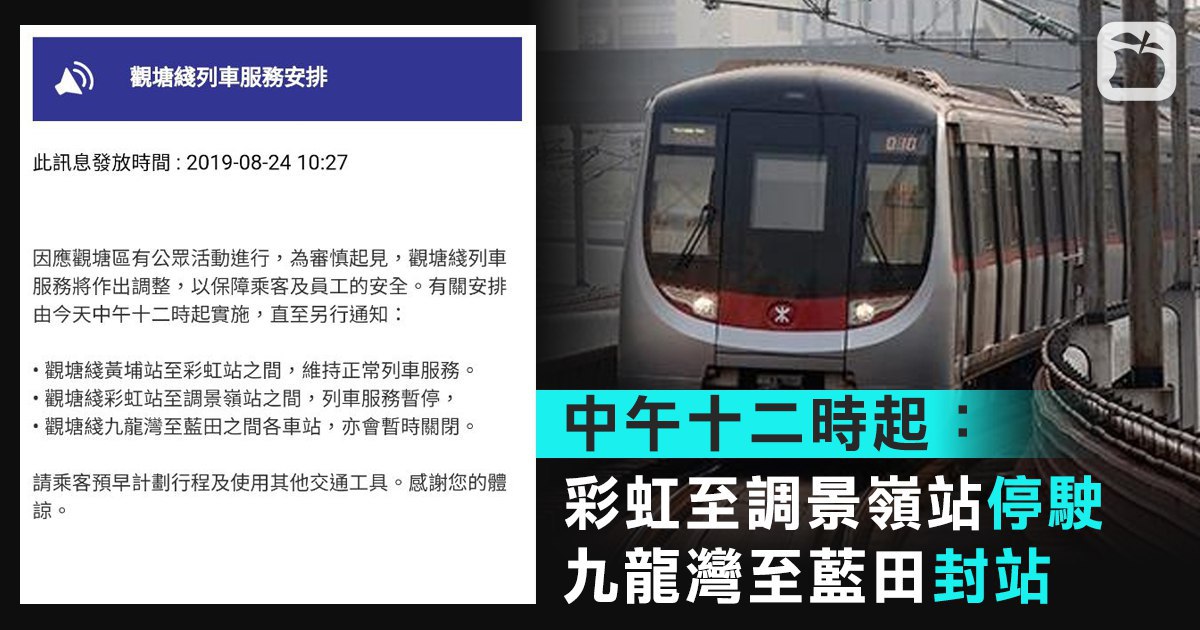 觀塘綫列車服務安排
此訊息發放時間 : 2019-08-24 10:27
因應觀塘區有公眾活動進行，為審慎起見，觀塘綫列車
服務將作出調整，以保障乘客及員工的安全。有關安排
由今天中午十二時起實施，直至另行通知：
• 觀塘綫黃埔站至彩虹站之間，維持正常列車服務。
• 觀塘綫彩虹站至調景嶺站之間，列車服務暫停，
• 觀塘綫九龍灣至藍田之間各車站，亦會暫時關閉。
請乘客預早計劃行程及使用其他交通工具。感謝您的體
諒。
中午十二時起：
彩虹至調景嶺站停駛
九龍灣至藍田封站